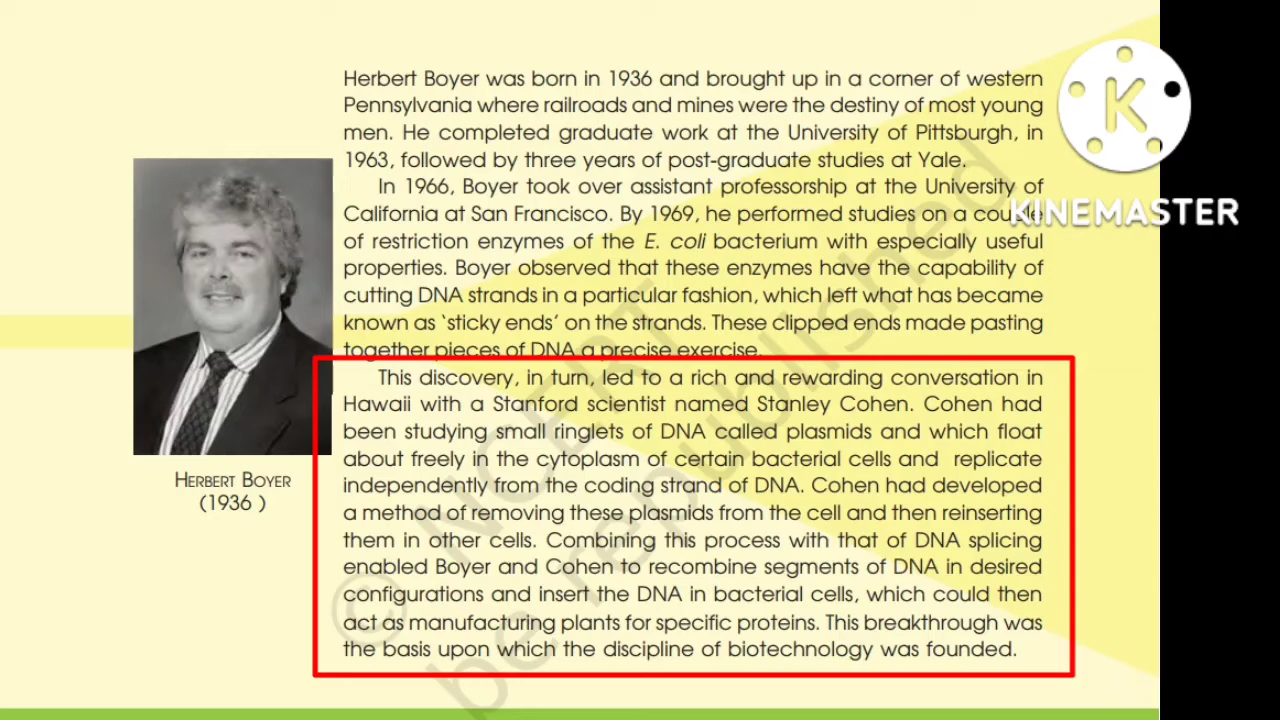 Herbert Boyer was born in 1936 and brought up in a corner of western
Pennsylvania where railroads and mines were the destiny of most young
men. He completed graduate work at the University of Pittsburgh, in
1963, followed by three years of post-graduate studies at Yale.
In 1966, Boyer took over assistant professorship at the University of
California at San Francisco. By 1969, he performed studies on a couple
of restriction enzymes of the E. coli bacterium with especially useful
properties. Boyer observed that these enzymes have the capability of
cutting DNA strands in a particular fashion, which left what has became
known as ‘sticky ends’ on the strands. These clipped ends made pasting
together pieces of DNA a precise exercise.
This discovery, in turn, led to a rich and rewarding conversation in
Hawaii with a Stanford scientist named Stanley Cohen. Cohen had
been studying small ringlets of DNA called plasmids and which float
about freely in the cytoplasm of certain bacterial cells and replicate
independently from the coding strand of DNA. Cohen had developed
a method of removing these plasmids from the cell and then reinserting
them in other cells. Combining this process with that of DNA splicing
enabled Boyer and Cohen to recombine segments of DNA in desired
configurations and insert the DNA in bacterial cells, which could then
act as manufacturing plants for specific proteins. This breakthrough was
the basis upon which the discipline of biotechnology was founded.
HERBERT BOYER
(1936 )
K
KINEMASTER
© NCERT
be republished